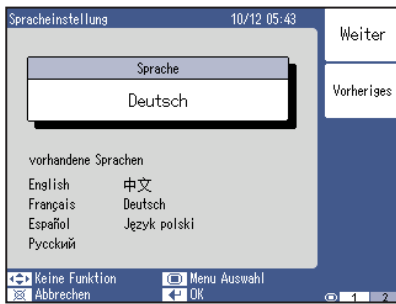 Spracheinstellung 10/12 05:43
Weiter
Sprache
Deutsch
Vorheriges
vorhandene Sprachen
English 中文
Français Deutsch
Español Język polski
Русский
Keine Funktion Menu Auswahl
Abbrechen OK
1 2